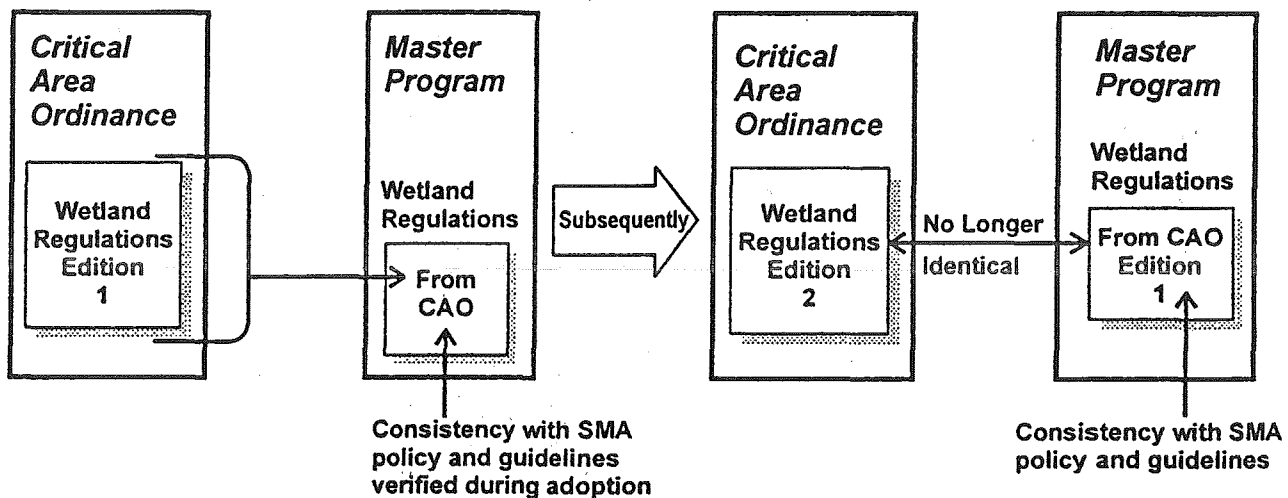 Critical
Area
Ordinance
Wetland
Regulations
Edition
1
Master
Program
Wetland
Regulations
From
CAO
Consistency with SMA
policy and guidelines
verified during adoption
Subsequently
Critical
Area
Ordinance
Wetland
Regulations
Edition
2
No Longer
Identical
Master
Program
Wetland
Regulations
From CAO
Edition
1
Consistency with SMA
policy and guidelines